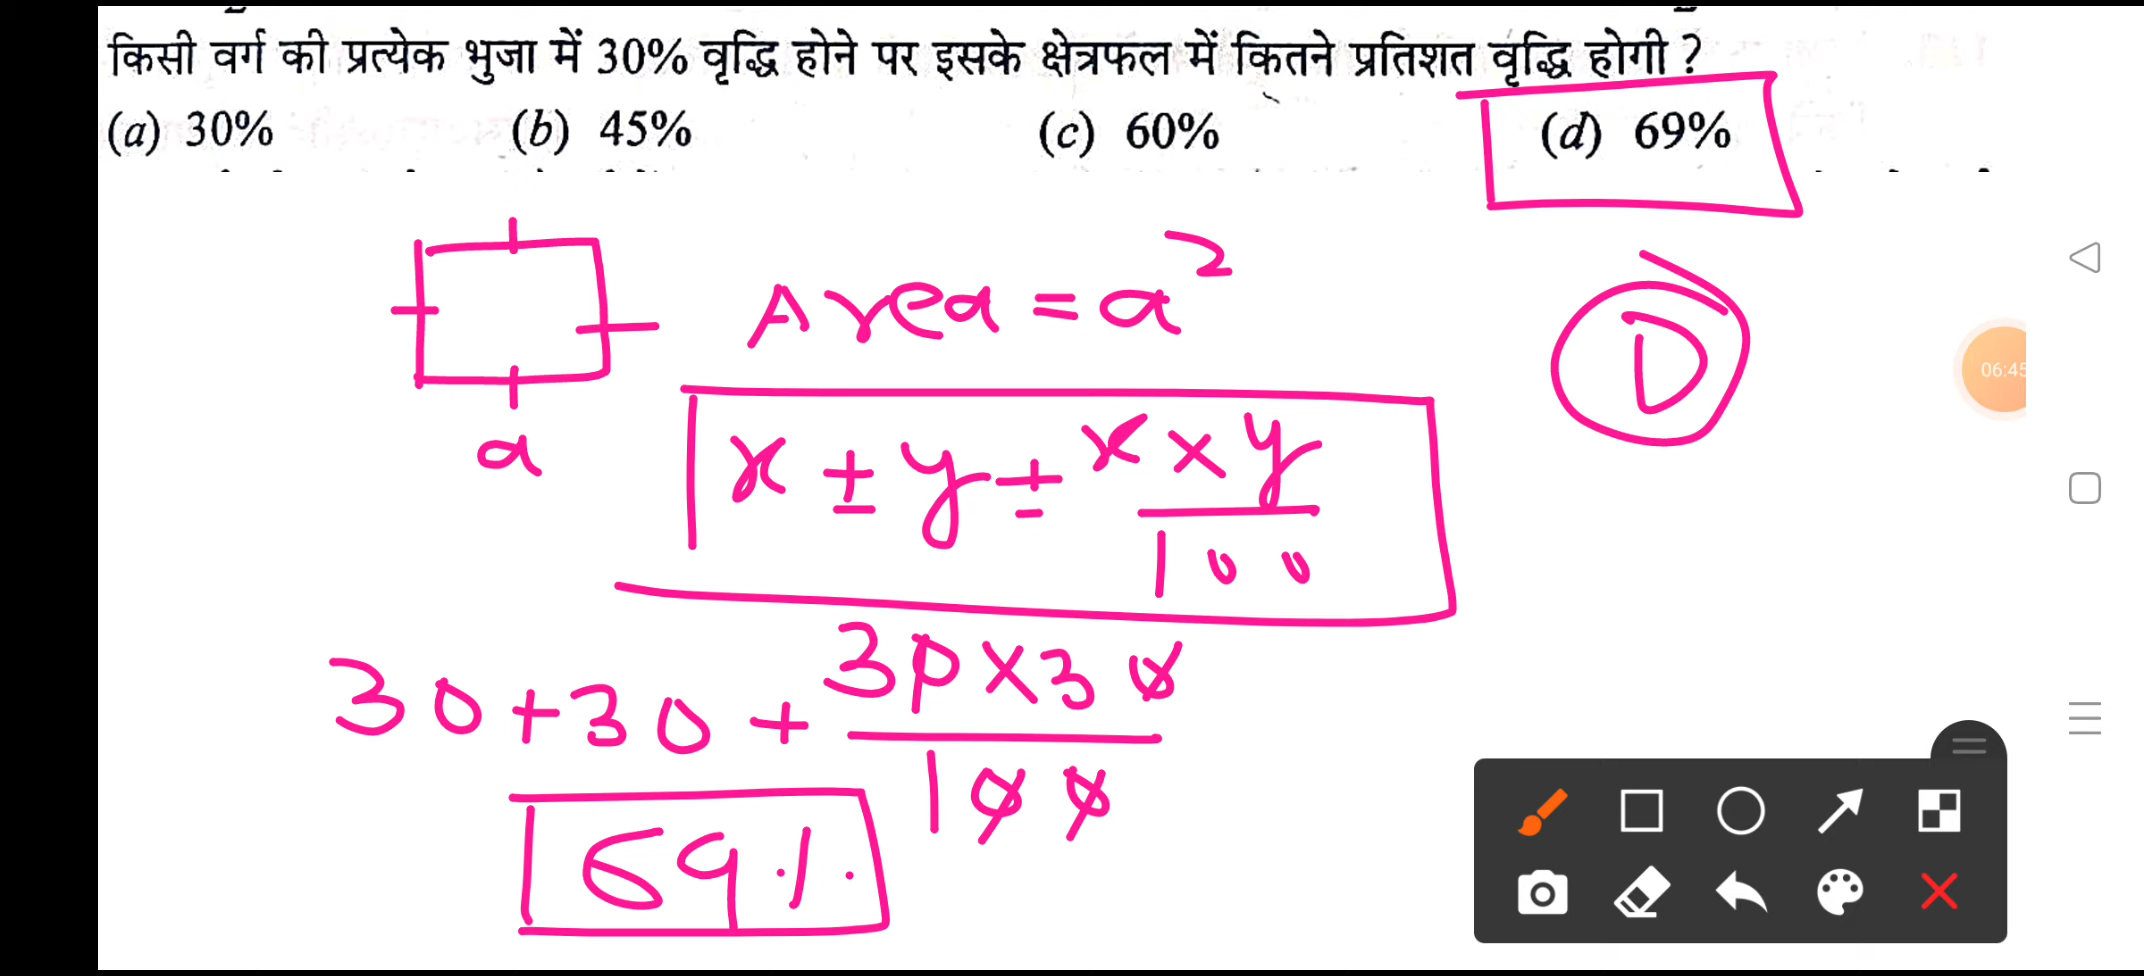 किसी वर्ग की प्रत्येक भुजा में 30% वृद्धि होने पर इसके क्षेत्रफल में कितने प्रतिशत वृद्धि होगी ?
(a) 30% (b) 45% (c) 60% (d) 69%
Area = a²
D
06:45
a
x ± y ± x × y / 100
30 + 30 + 30 × 30 / 100
69%